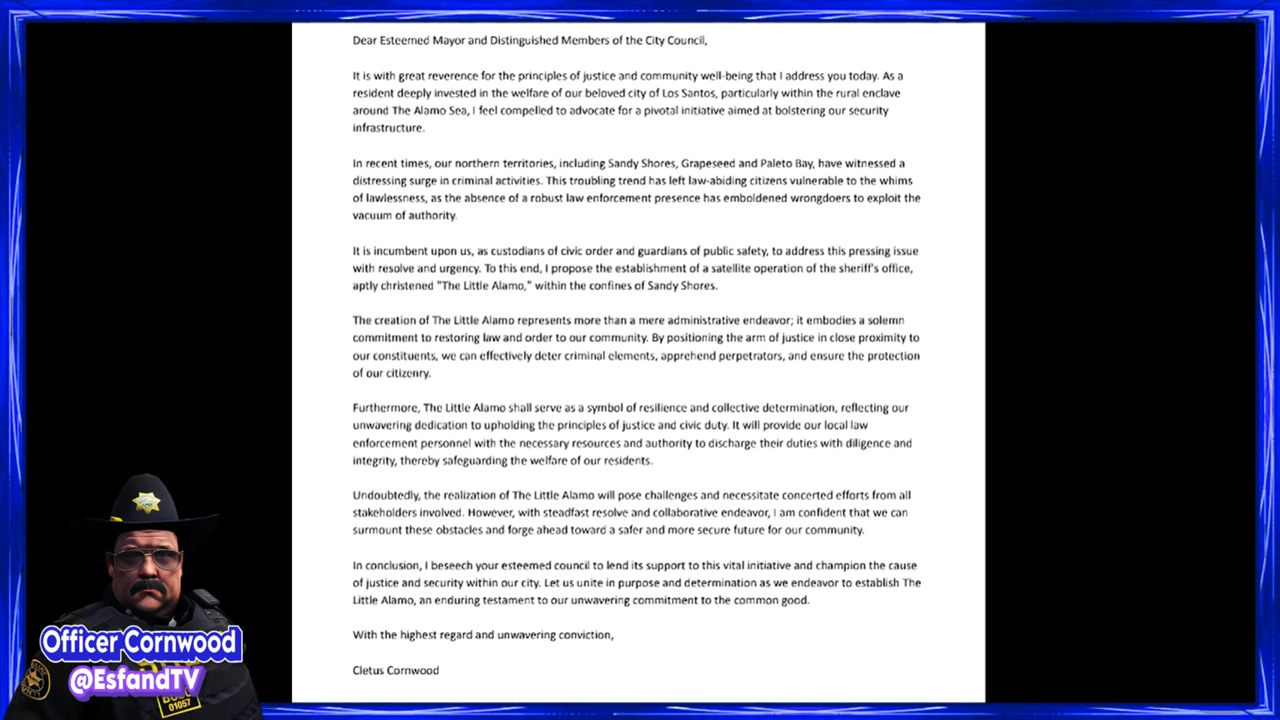 Dear Esteemed Mayor and Distinguished Members of the City Council,
It is with great reverence for the principles of justice and community well-being that I address you today. As a
resident deeply invested in the welfare of our beloved city of Los Santos, particularly within the rural enclave
around The Alamo Sea, I feel compelled to advocate for a pivotal initiative aimed at bolstering our security
infrastructure.
In recent times, our northern territories, including Sandy Shores, Grapeseed and Paleto Bay, have witnessed a
distressing surge in criminal activities. This troubling trend has left law-abiding citizens vulnerable to the whims
of lawlessness, as the absence of a robust law enforcement presence has emboldened wrongdoers to exploit the
vacuum of authority.
It is incumbent upon us, as custodians of civic order and guardians of public safety, to address this pressing issue
with resolve and urgency. To this end, I propose the establishment of a satellite operation of the sheriff's office,
aptly christened "The Little Alamo," within the confines of Sandy Shores.
The creation of The Little Alamo represents more than a mere administrative endeavor; it embodies a solemn
commitment to restoring law and order to our community. By positioning the arm of justice in close proximity to
our constituents, we can effectively deter criminal elements, apprehend perpetrators, and ensure the protection
of our citizenry.
Furthermore, The Little Alamo shall serve as a symbol of resilience and collective determination, reflecting our
unwavering dedication to upholding the principles of justice and civic duty. It will provide our local law
enforcement personnel with the necessary resources and authority to discharge their duties with diligence and
integrity, thereby safeguarding the welfare of our residents.
Undoubtedly, the realization of The Little Alamo will pose challenges and necessitate concerted efforts from all
stakeholders involved. However, with steadfast resolve and collaborative endeavor, I am confident that we can
surmount these obstacles and forge ahead toward a safer and more secure future for our community.
In conclusion, I beseech your esteemed council to lend its support to this vital initiative and champion the cause
of justice and security within our city. Let us unite in purpose and determination as we endeavor to establish The
Little Alamo, an enduring testament to our unwavering commitment to the common good.
With the highest regard and unwavering conviction,
Cletus Cornwood
Officer Cornwood
@EsfandTV
01057